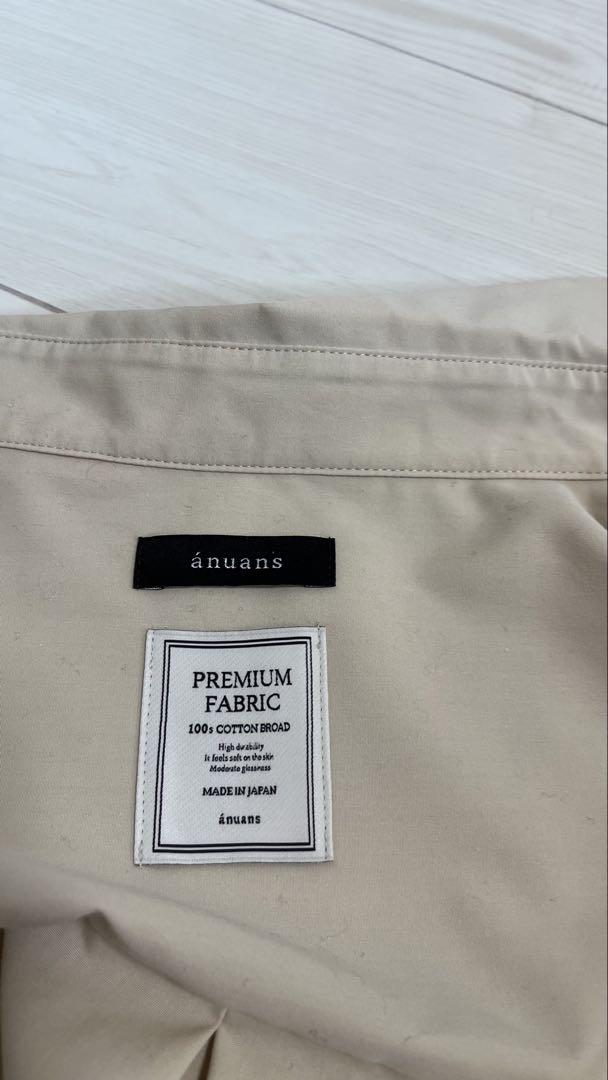 ánuans
PREMIUM
FABRIC
100s COTTON BROAD
High durability
It feels soft on the skin
Moderate glossiness
MADE IN JAPAN
ánuans